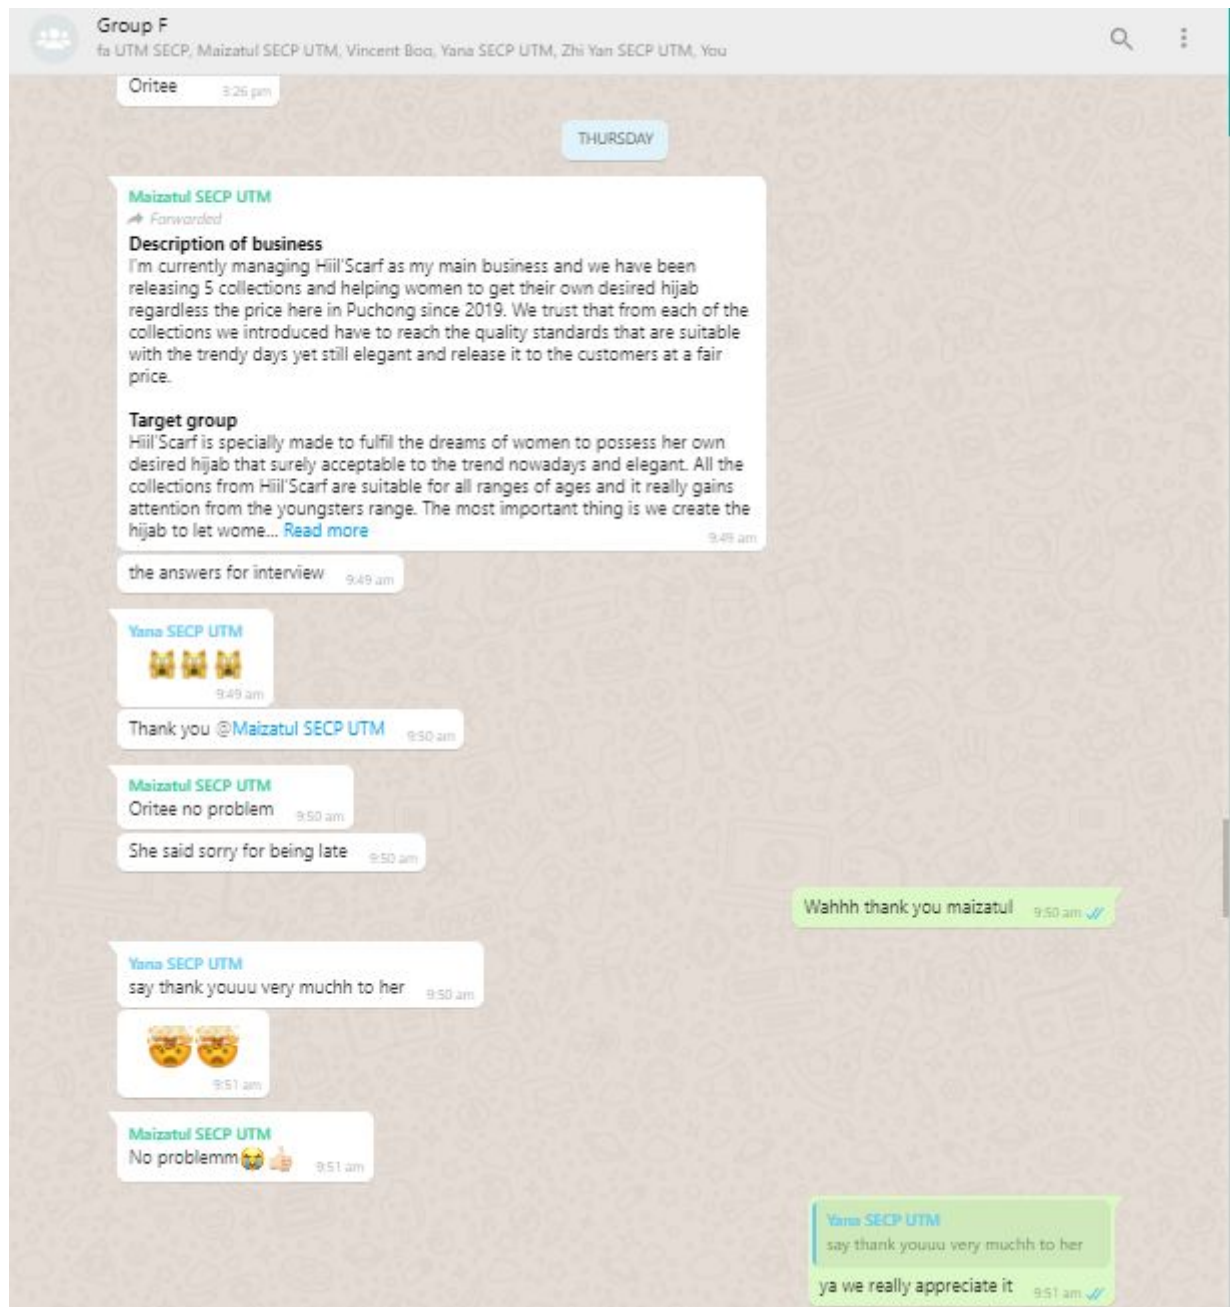 Group F
fa UTM SECP, Maizatul SECP UTM, Vincent Boo, Yana SECP UTM, Zhi Yan SECP UTM, You
Oritee 3:26 pm
THURSDAY
Maizatul SECP UTM
Forwarded
Description of business
I'm currently managing Hiil'Scarf as my main business and we have been
releasing 5 collections and helping women to get their own desired hijab
regardless the price here in Puchong since 2019. We trust that from each of the
collections we introduced have to reach the quality standards that are suitable
with the trendy days yet still elegant and release it to the customers at a fair
price.
Target group
Hiil'Scarf is specially made to fulfil the dreams of women to possess her own
desired hijab that surely acceptable to the trend nowadays and elegant. All the
collections from Hiil'Scarf are suitable for all ranges of ages and it really gains
attention from the youngsters range. The most important thing is we create the
hijab to let wome... Read more 9:49 am
the answers for interview 9:49 am
Yana SECP UTM
🙀🙀🙀
9:49 am
Thank you @Maizatul SECP UTM 9:50 am
Maizatul SECP UTM
Oritee no problem 9:50 am
She said sorry for being late 9:50 am
Wahhh thank you maizatul 9:50 am
Yana SECP UTM
say thank youuu very muchh to her 9:50 am
🤯🤯
9:51 am
Maizatul SECP UTM
No problemm😭👍🏻 9:51 am
Yana SECP UTM
say thank youuu very muchh to her
ya we really appreciate it 9:51 am